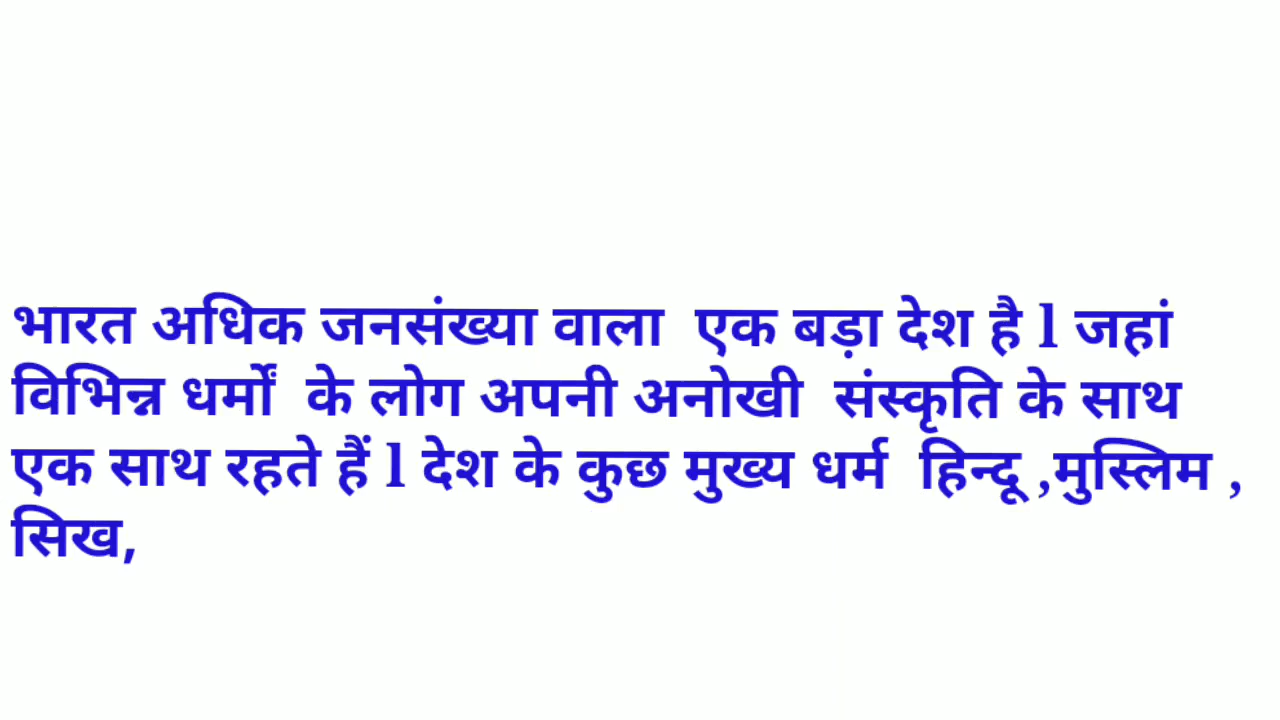 भारत अधिक जनसंख्या वाला  एक बड़ा देश है l जहां
विभिन्न धर्मों  के लोग अपनी अनोखी  संस्कृति के साथ
एक साथ रहते हैं l देश के कुछ मुख्य धर्म  हिन्दू ,मुस्लिम ,
सिख,